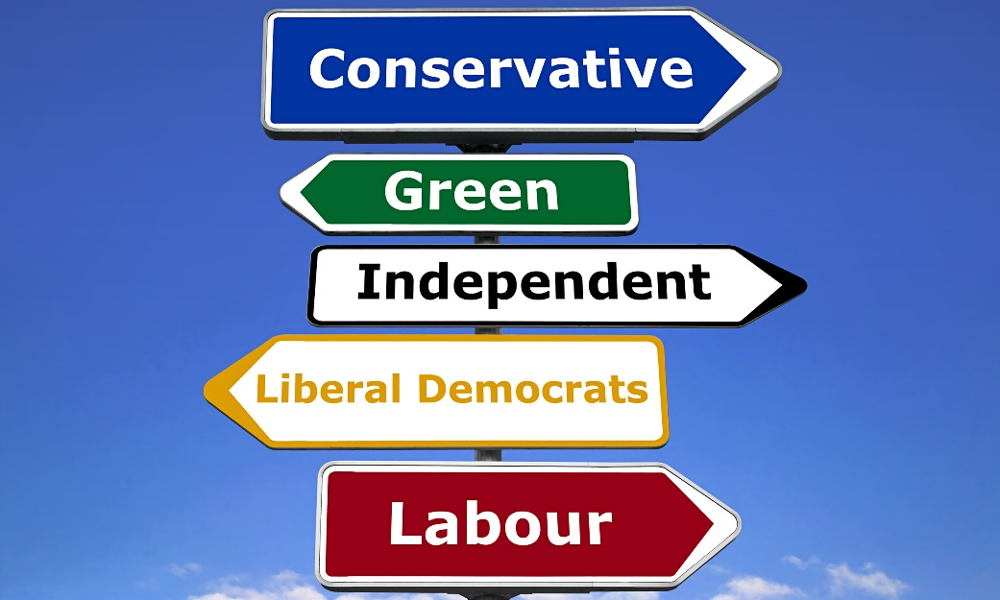 Conservative
Green
Independent
Liberal Democrats
Labour